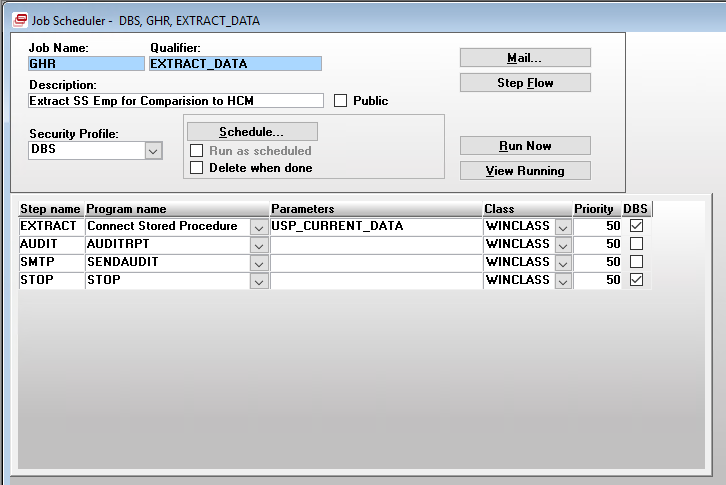 Job Scheduler - DBS, GHR, EXTRACT_DATA
Job Name: Qualifier:
GHR EXTRACT_DATA
Mail...
Step Flow
Description:
Extract SS Emp for Comparision to HCM Public
Security Profile:
DBS
Schedule...
Run as scheduled
Delete when done
Run Now
View Running
Step name Program name Parameters Class Priority DBS
EXTRACT Connect Stored Procedure USP_CURRENT_DATA WINCLASS 50
AUDIT AUDITRPT WINCLASS 50
SMTP SENDAUDIT WINCLASS 50
STOP STOP WINCLASS 50